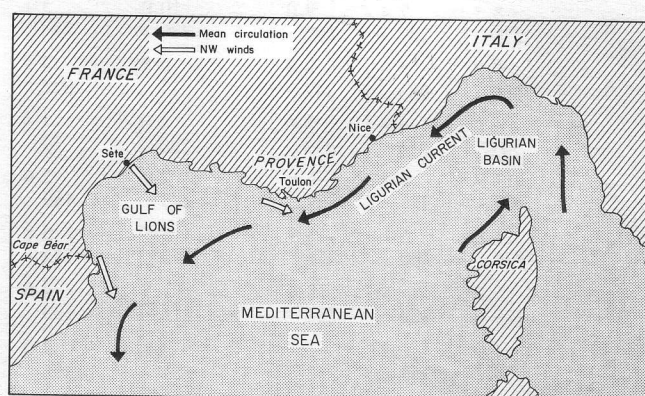 Mean circulation
NW winds
ITALY
FRANCE
Nice
Sète
PROVENCE
Toulon
LIGURIAN CURRENT
LIGURIAN
BASIN
GULF OF
LIONS
Cape Béar
CORSICA
SPAIN
MEDITERRANEAN
SEA